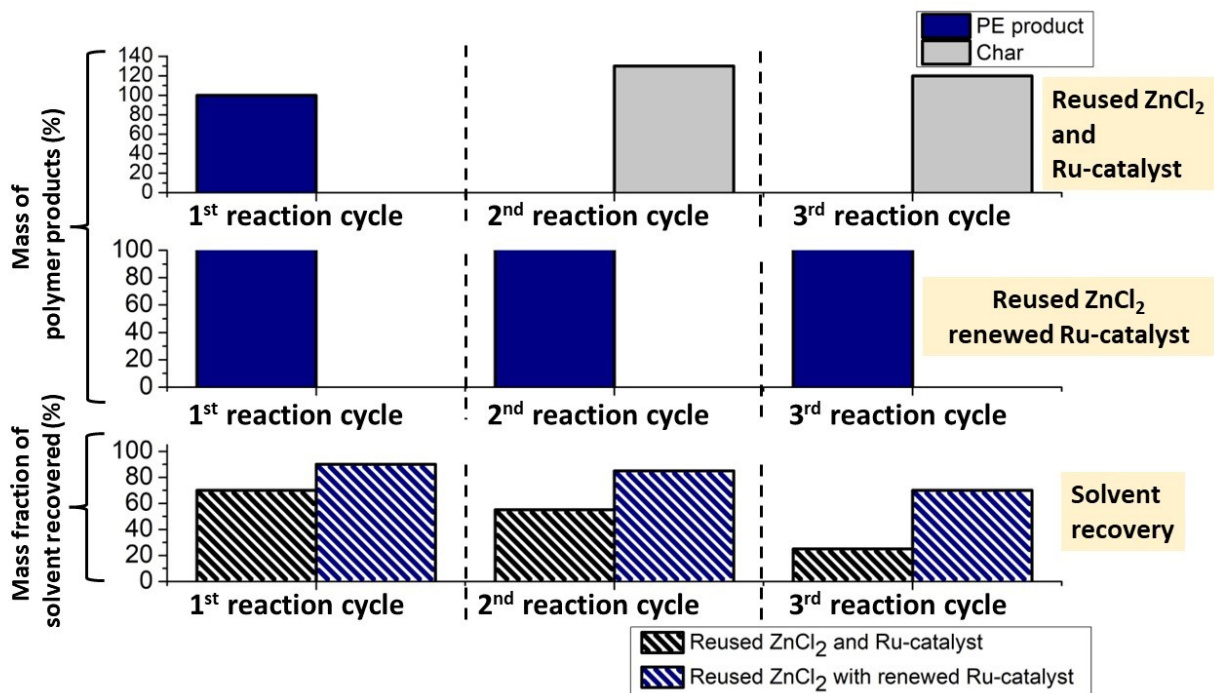 PE product
Char
Mass of
polymer products (%)
140
120
100
80
60
40
20
0
1st reaction cycle
2nd reaction cycle
3rd reaction cycle
Reused ZnCl2
and
Ru-catalyst
100
80
60
40
20
0
1st reaction cycle
2nd reaction cycle
3rd reaction cycle
Reused ZnCl2
renewed Ru-catalyst
Mass fraction of
solvent recovered (%)
100
80
60
40
20
0
1st reaction cycle
2nd reaction cycle
3rd reaction cycle
Solvent
recovery
Reused ZnCl2 and Ru-catalyst
Reused ZnCl2 with renewed Ru-catalyst